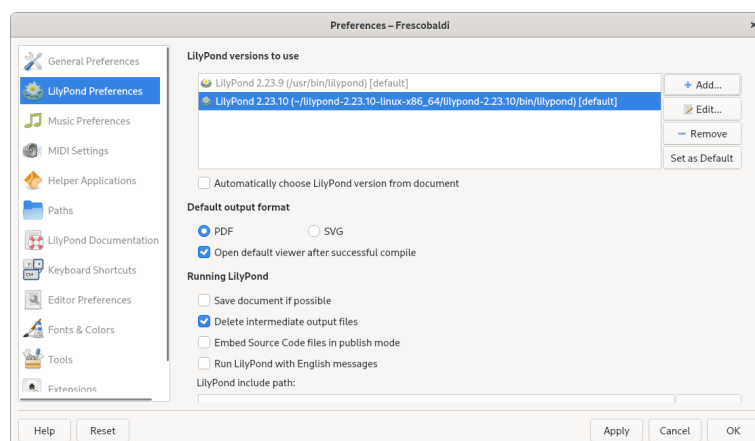 Preferences – Frescobaldi
General Preferences
LilyPond Preferences
Music Preferences
MIDI Settings
Helper Applications
Paths
LilyPond Documentation
Keyboard Shortcuts
Editor Preferences
Fonts & Colors
Tools
Extensions
LilyPond versions to use
LilyPond 2.23.9 (/usr/bin/lilypond) [default]
LilyPond 2.23.10 (~/lilypond-2.23.10-linux-x86_64/lilypond-2.23.10/bin/lilypond) [default]
Add...
Edit...
Remove
Set as Default
Automatically choose LilyPond version from document
Default output format
PDF SVG
Open default viewer after successful compile
Running LilyPond
Save document if possible
Delete intermediate output files
Embed Source Code files in publish mode
Run LilyPond with English messages
LilyPond include path:
Help Reset Apply Cancel OK